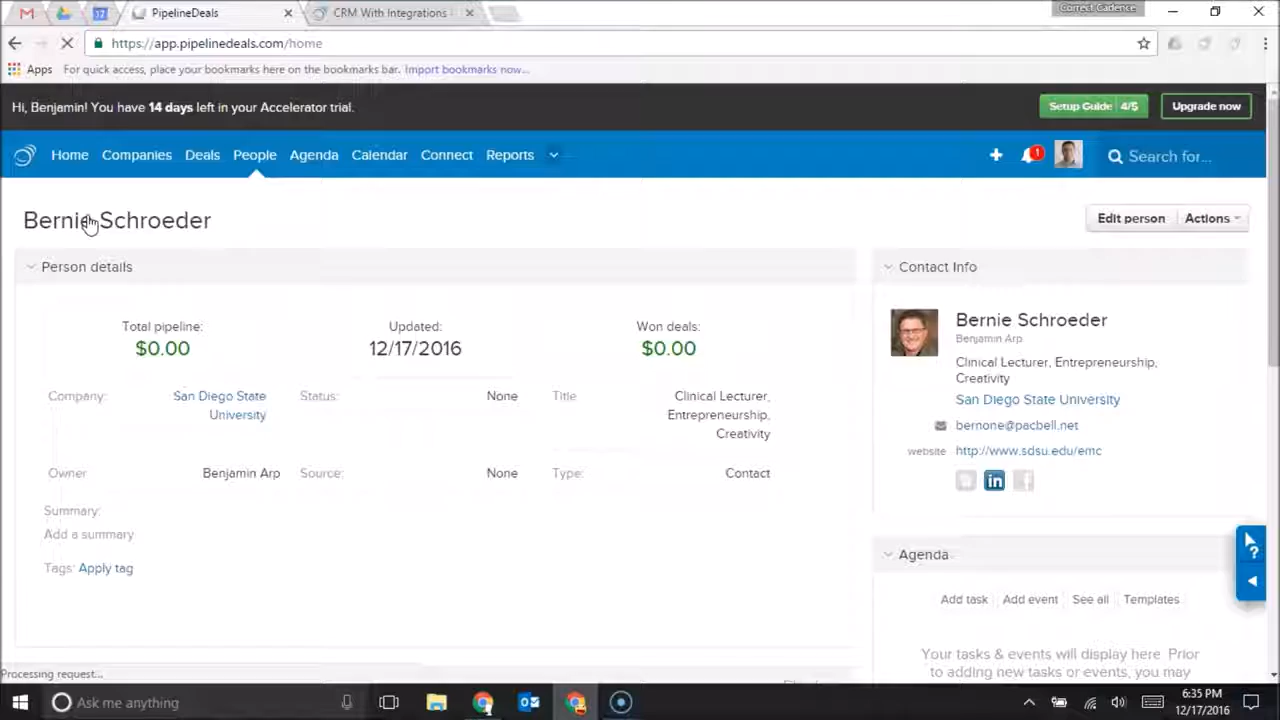 Correct Cadence
PipelineDeals
CRM With Integrations
https://app.pipelinedeals.com/home
Apps For quick access, place your bookmarks here on the bookmarks bar. Import bookmarks now...
Hi, Benjamin! You have 14 days left in your Accelerator trial.
Setup Guide 4/5 Upgrade now
Home Companies Deals People Agenda Calendar Connect Reports
1
Search for...
Bernie Schroeder
Edit person Actions
Person details
Total pipeline: Updated: Won deals:
$0.00 12/17/2016 $0.00
Company: San Diego State University
Status: None
Title Clinical Lecturer, Entrepreneurship, Creativity
Owner Benjamin Arp
Source: None
Type: Contact
Summary:
Add a summary
Tags: Apply tag
Contact Info
Bernie Schroeder
Benjamin Arp
Clinical Lecturer, Entrepreneurship,
Creativity
San Diego State University
bernone@pacbell.net
website http://www.sdsu.edu/emc
in
Agenda
Add task Add event See all Templates
Your tasks & events will display here. Prior
to adding new tasks or events, you may
Processing request...
Ask me anything
6:35 PM
12/17/2016